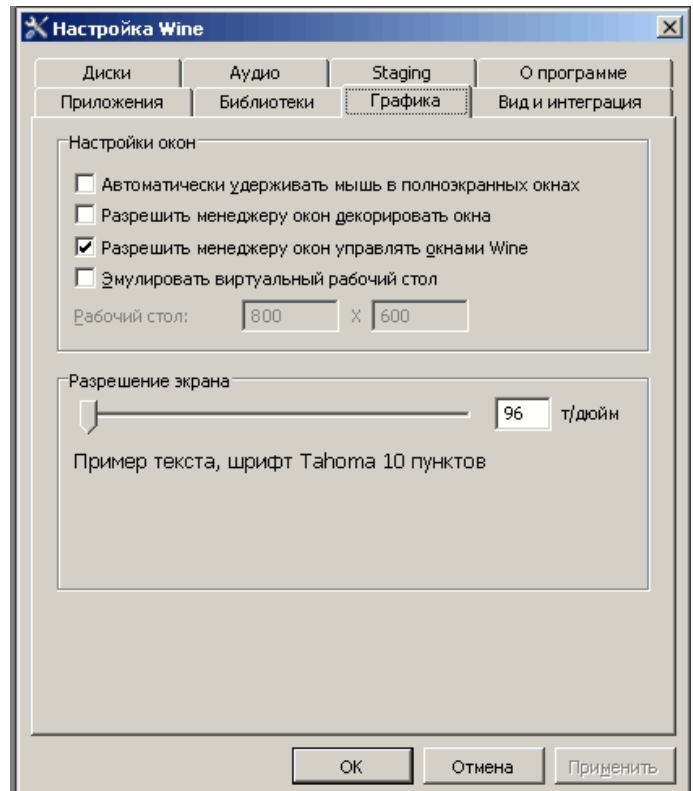 Настройка Wine
Диски Аудио Staging О программе
Приложения Библиотеки Графика Вид и интеграция
Настройки окон
Автоматически удерживать мышь в полноэкранных окнах
Разрешить менеджеру окон декорировать окна
Разрешить менеджеру окон управлять окнами Wine
Эмулировать виртуальный рабочий стол
Рабочий стол: 800 X 600
Разрешение экрана
96 т/дюйм
Пример текста, шрифт Tahoma 10 пунктов
OK Отмена Применить